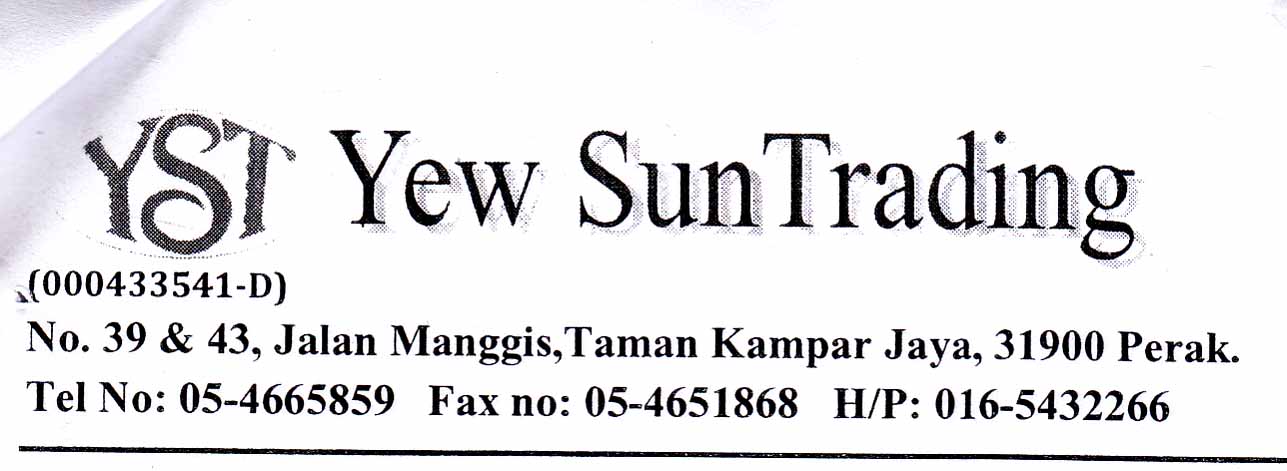 YST Yew SunTrading
(000433541-D)
No. 39 & 43, Jalan Manggis,Taman Kampar Jaya, 31900 Perak.
Tel No: 05-4665859 Fax no: 05-4651868 H/P: 016-5432266